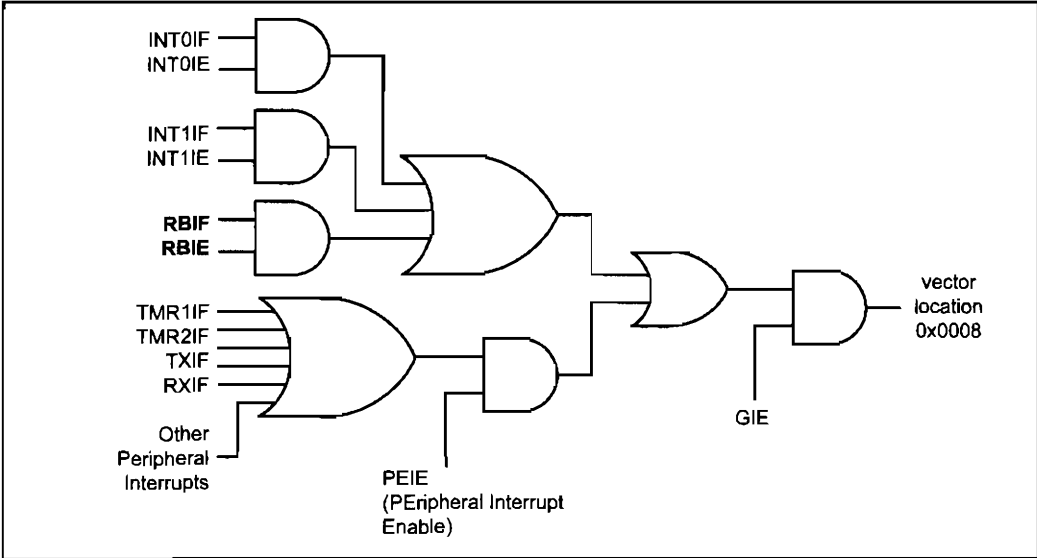 INT0IF
INT0IE
INT1IF
INT1IE
RBIF
RBIE
TMR1IF
TMR2IF
TXIF
RXIF
Other
Peripheral
Interrupts
PEIE
(PEripheral Interrupt
Enable)
GIE
vector
location
0x0008